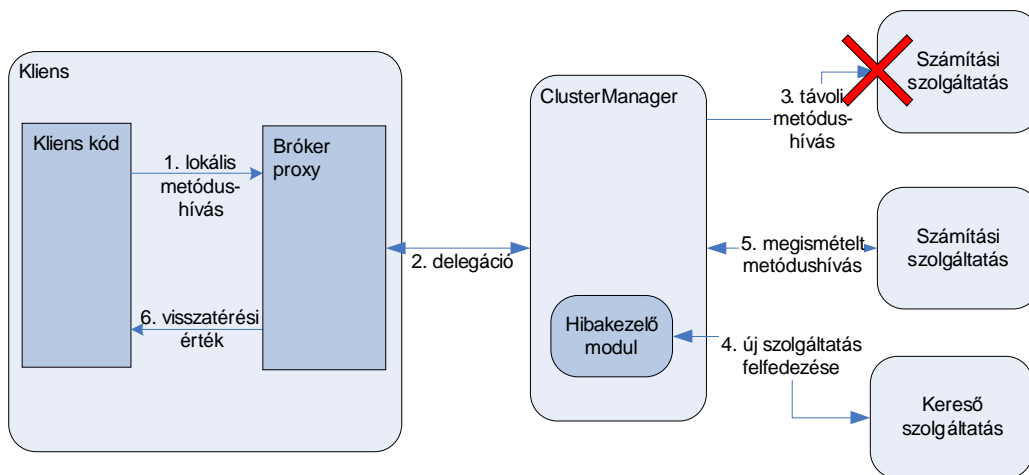 Kliens
Kliens kód
1. lokális
metódus-
hívás
Bróker
proxy
6. visszatérési
érték
2. delegáció
ClusterManager
Hibakezelő
modul
3. távoli
metódus-
hívás
Számítási
szolgáltatás
5. megismételt
metódushívás
Számítási
szolgáltatás
4. új szolgáltatás
felfedezése
Kereső
szolgáltatás